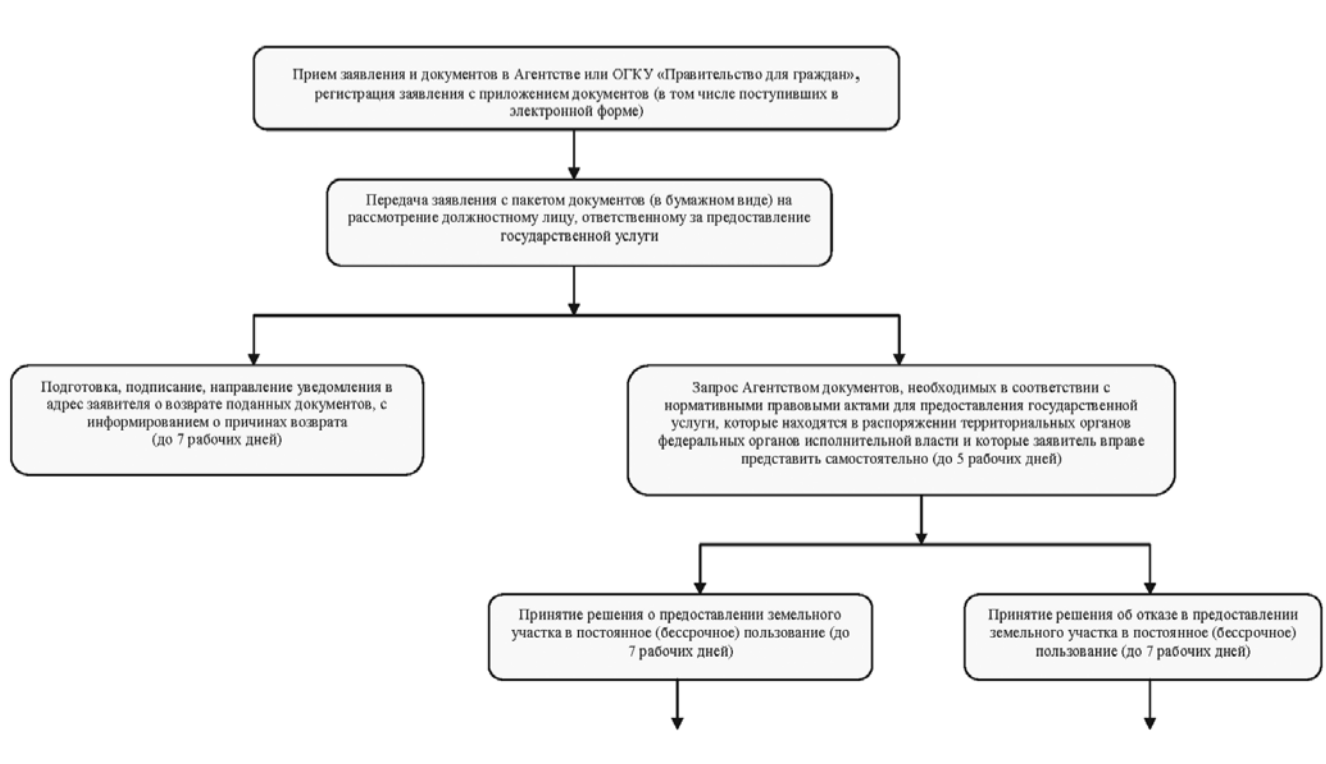 Прием заявления и документов в Агентстве или ОГКУ «Правительство для граждан»,
регистрация заявления с приложением документов (в том числе поступивших в
электронной форме)
Передача заявления с пакетом документов (в бумажном виде) на
рассмотрение должностному лицу, ответственному за предоставление
государственной услуги
Подготовка, подписание, направление уведомления в
адрес заявителя о возврате поданных документов, с
информированием о причинах возврата
(до 7 рабочих дней)
Запрос Агентством документов, необходимых в соответствии с
нормативными правовыми актами для предоставления государственной
услуги, которые находятся в распоряжении территориальных органов
федеральных органов исполнительной власти и которые заявитель вправе
представить самостоятельно (до 5 рабочих дней)
Принятие решения о предоставлении земельного
участка в постоянное (бессрочное) пользование (до
7 рабочих дней)
Принятие решения об отказе в предоставлении
земельного участка в постоянное (бессрочное)
пользование (до 7 рабочих дней)